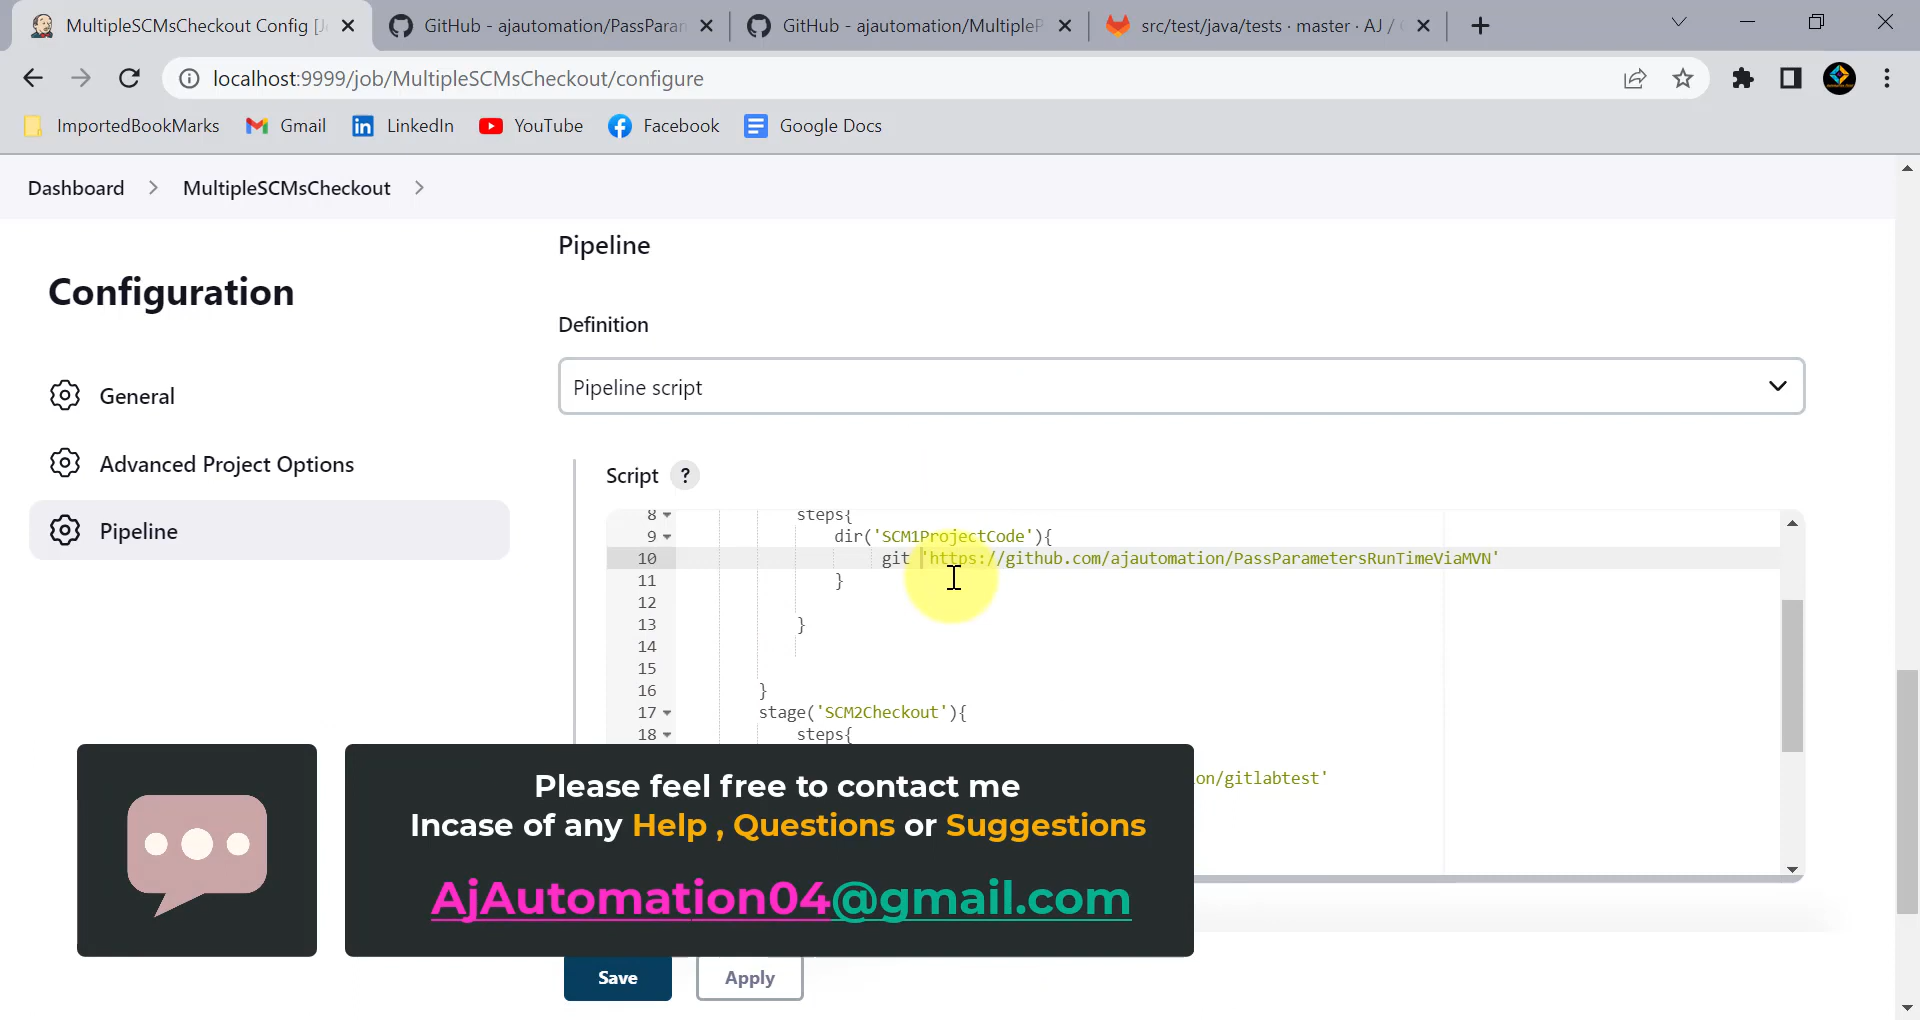 MultipleSCMsCheckout Config [J
GitHub - ajautomation/PassParan
GitHub - ajautomation/MultipleP
src/test/java/tests · master · AJ /
localhost:9999/job/MultipleSCMsCheckout/configure
ImportedBookMarks
Gmail
LinkedIn
YouTube
Facebook
Google Docs
Dashboard
MultipleSCMsCheckout
Configuration
General
Advanced Project Options
Pipeline
Pipeline
Definition
Pipeline script
Script ?
8 steps{
9 dir('SCM1ProjectCode'){
10 git 'https://github.com/ajautomation/PassParametersRunTimeViaMVN'
11 }
12
13 }
14
15
16 }
17 stage('SCM2Checkout'){
18 steps{
on/gitlabtest'
Please feel free to contact me
Incase of any Help , Questions or Suggestions
AjAutomation04@gmail.com
Save
Apply